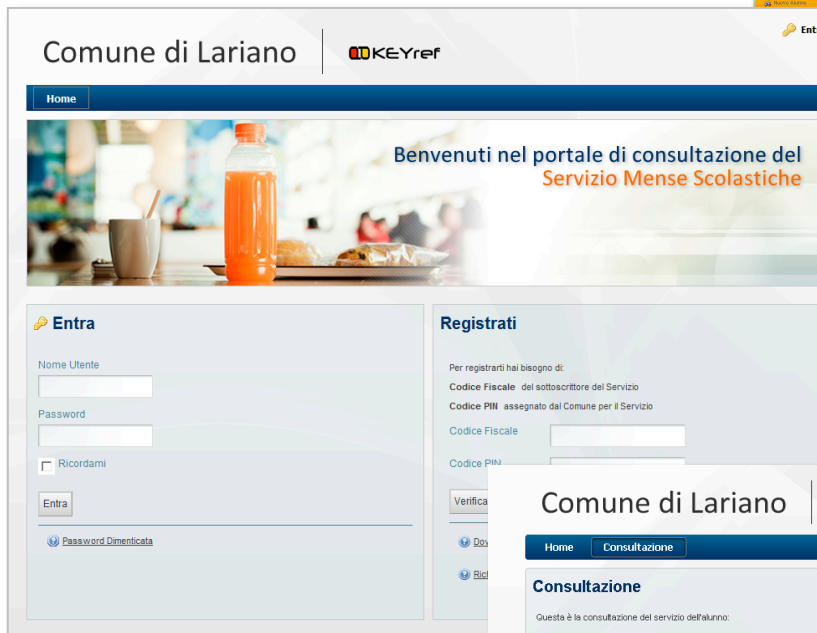 Nuovo Alunno
Comune di Lariano
KEYref
Home
Benvenuti nel portale di consultazione del
Servizio Mense Scolastiche
Entra
Nome Utente
Password
Ricordami
Entra
Password Dimenticata
Registrati
Per registrarti hai bisogno di:
Codice Fiscale del sottoscrittore del Servizio
Codice PIN assegnato dal Comune per il Servizio
Codice Fiscale
Codice PIN
Verifica
Comune di Lariano
Home Consultazione
Consultazione
Questa è la consultazione del servizio dell'alunno: